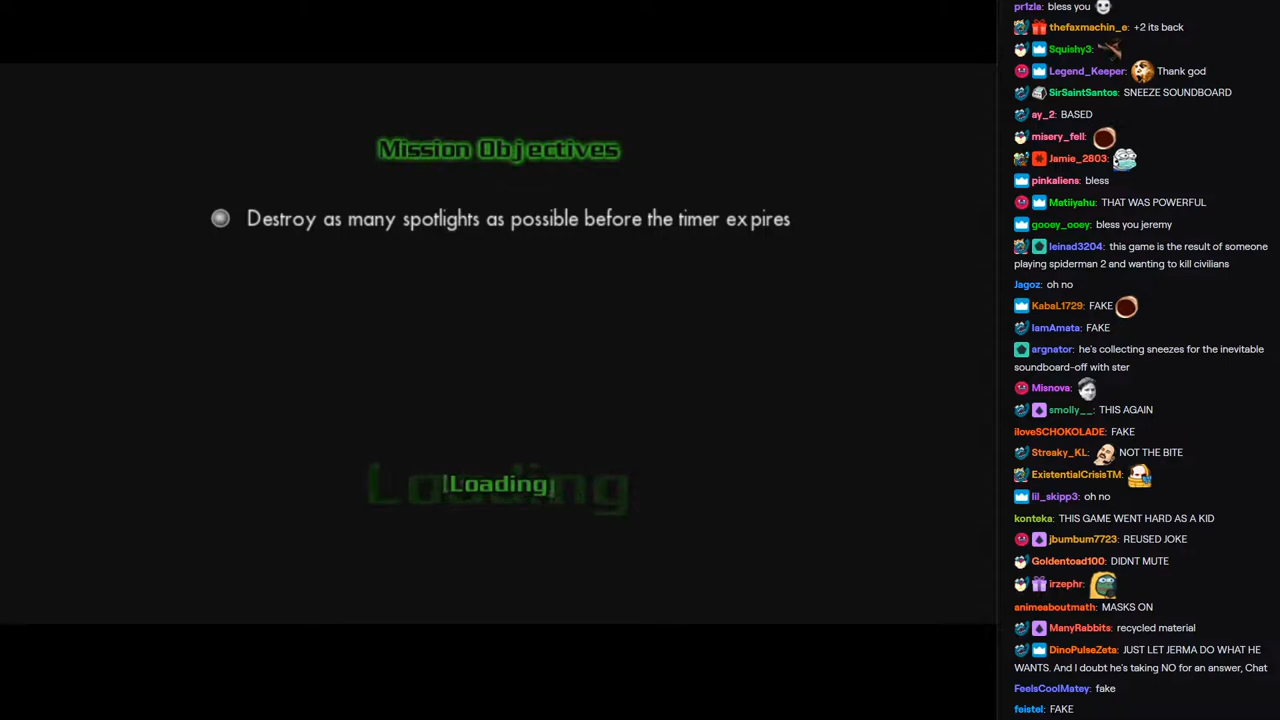 Mission Objectives
Destroy as many spotlights as possible before the timer expires
Loading
Loading
pr1zla: bless you
thefaxmachin_e: +2 its back
Squishy3:
Legend_Keeper: Thank god
SirSaintSantos: SNEEZE SOUNDBOARD
ay_2: BASED
misery_fell:
Jamie_2803:
pinkaliens: bless
Matiiyahu: THAT WAS POWERFUL
gooey_ooey: bless you jeremy
leinad3204: this game is the result of someone
playing spiderman 2 and wanting to kill civilians
Jagoz: oh no
KabaL1729: FAKE
IamAmata: FAKE
argnator: he's collecting sneezes for the inevitable
soundboard-off with ster
Misnova:
smolly__: THIS AGAIN
iloveSCHOKOLADE: FAKE
Streaky_KL: NOT THE BITE
ExistentialCrisisTM:
lil_skipp3: oh no
konteka: THIS GAME WENT HARD AS A KID
jbumbum7723: REUSED JOKE
Goldentoad100: DIDNT MUTE
irzephr:
animeaboutmath: MASKS ON
ManyRabbits: recycled material
DinoPulseZeta: JUST LET JERMA DO WHAT HE
WANTS. And I doubt he's taking NO for an answer, Chat
FeelsCoolMatey: fake
feistel: FAKE